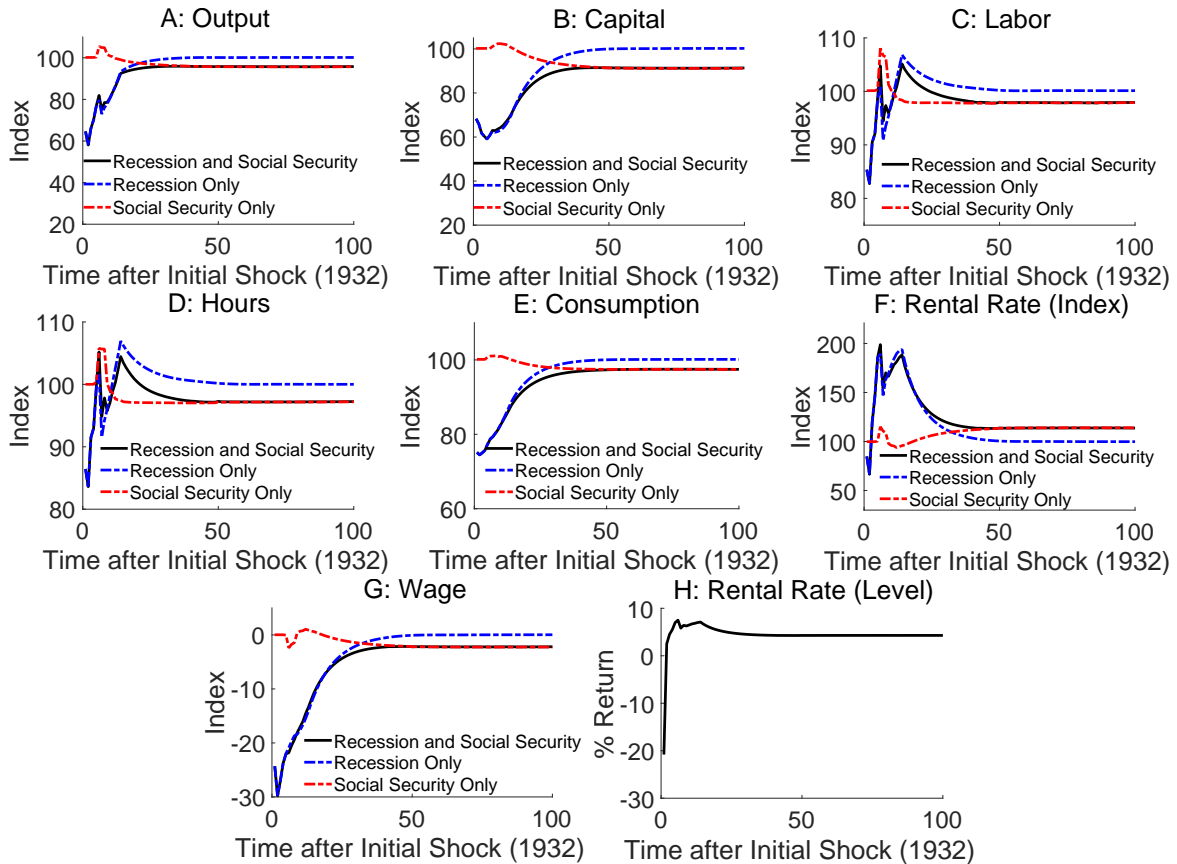 A: Output
100
80
60
40
20
Index
Recession and Social Security
Recession Only
Social Security Only
0
50
100
Time after Initial Shock (1932)
B: Capital
100
80
60
40
20
Index
Recession and Social Security
Recession Only
Social Security Only
0
50
100
Time after Initial Shock (1932)
C: Labor
110
100
90
80
Index
Recession and Social Security
Recession Only
Social Security Only
0
50
100
Time after Initial Shock (1932)
D: Hours
110
100
90
80
Index
Recession and Social Security
Recession Only
Social Security Only
0
50
100
Time after Initial Shock (1932)
E: Consumption
100
80
60
Index
Recession and Social Security
Recession Only
Social Security Only
0
50
100
Time after Initial Shock (1932)
F: Rental Rate (Index)
200
150
100
50
Index
Recession and Social Security
Recession Only
Social Security Only
0
50
100
Time after Initial Shock (1932)
G: Wage
0
-10
-20
-30
Index
Recession and Social Security
Recession Only
Social Security Only
0
50
100
Time after Initial Shock (1932)
H: Rental Rate (Level)
10
0
-10
-20
-30
% Return
0
50
100
Time after Initial Shock (1932)